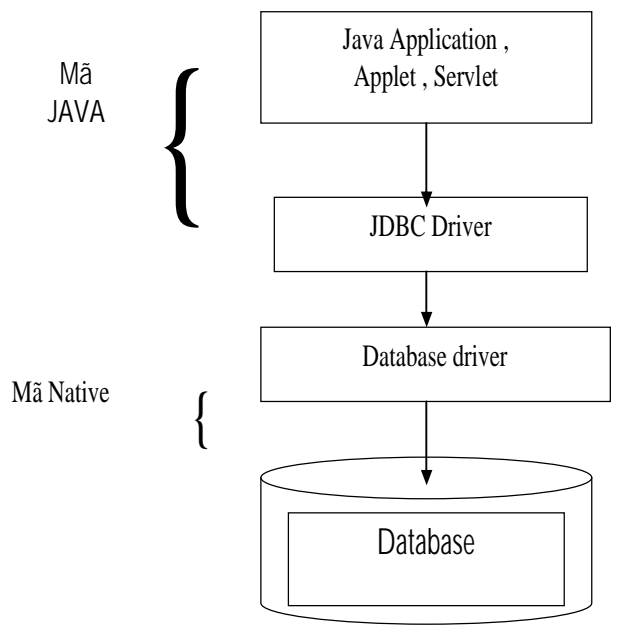 Java Application ,
Applet , Servlet
Mã
JAVA
JDBC Driver
Database driver
Mã Native
Database